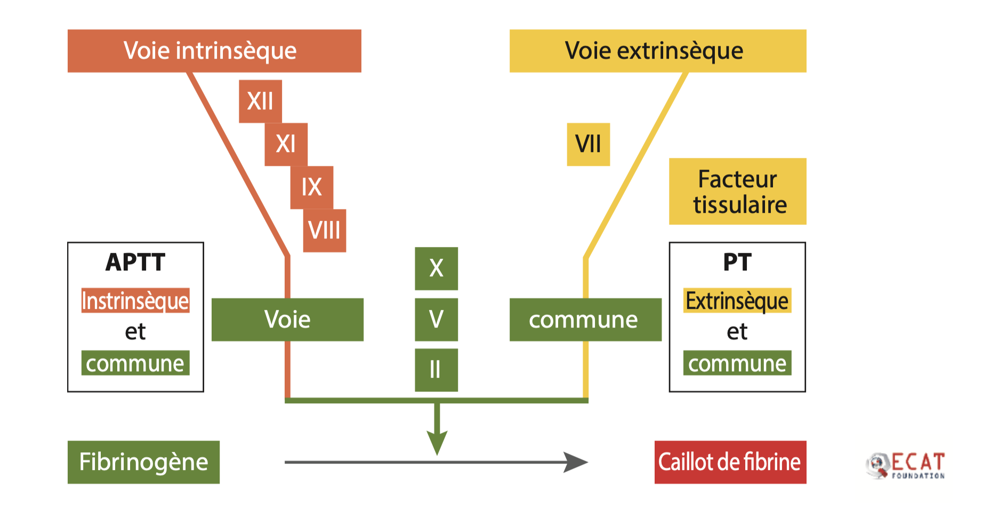 Voie intrinsèque
Voie extrinsèque
XII
XI
IX
VIII
VII
Facteur
tissulaire
APTT
Instrinsèque
et
commune
Voie
X
V
II
commune
PT
Extrinsèque
et
commune
Fibrinogène
Caillot de fibrine
ECAT
FOUNDATION